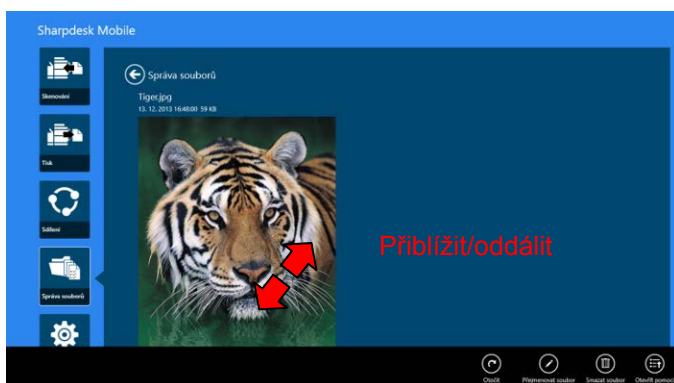 Sharpdesk Mobile
Skenování
Tisk
Sdílení
Správa souborů
Správa souborů
Tiger.jpg
13. 12. 2013 16:48:00 59 KB
Přiblížit/oddálit
Otočit
Přejmenovat soubor
Smazat soubor
Otevřít pomoc